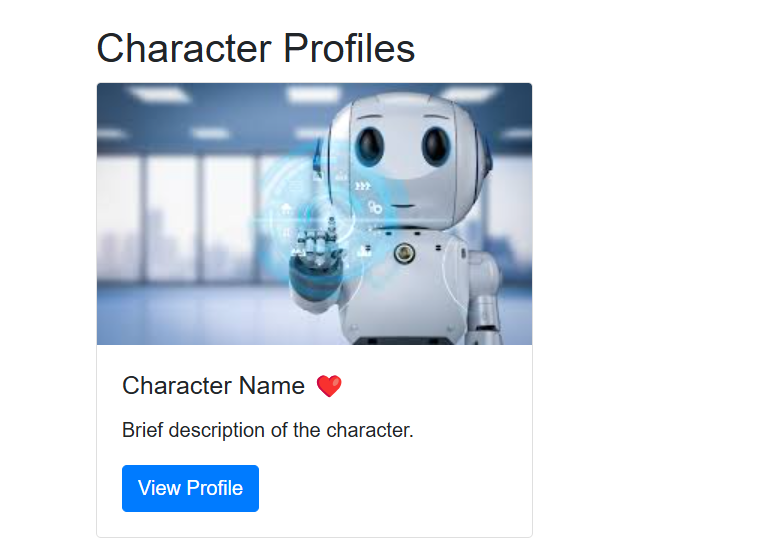 Character Profiles
Character Name ❤️
Brief description of the character.
View Profile